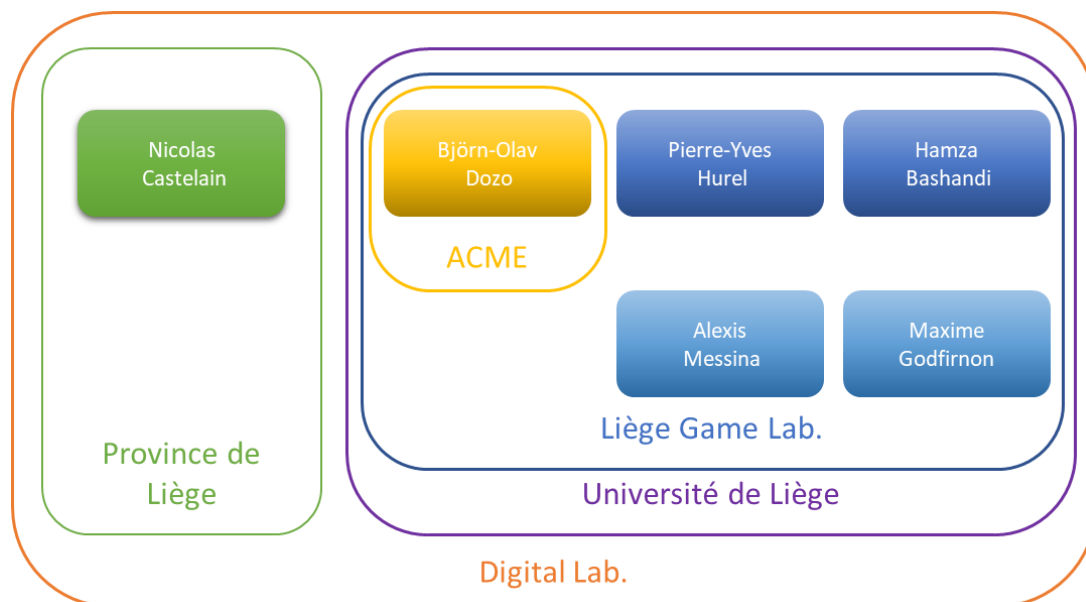 Nicolas
Castelain
Björn-Olav
Dozo
Pierre-Yves
Hurel
Hamza
Bashandi
ACME
Alexis
Messina
Maxime
Godfirnon
Liège Game Lab.
Province de
Liège
Université de Liège
Digital Lab.